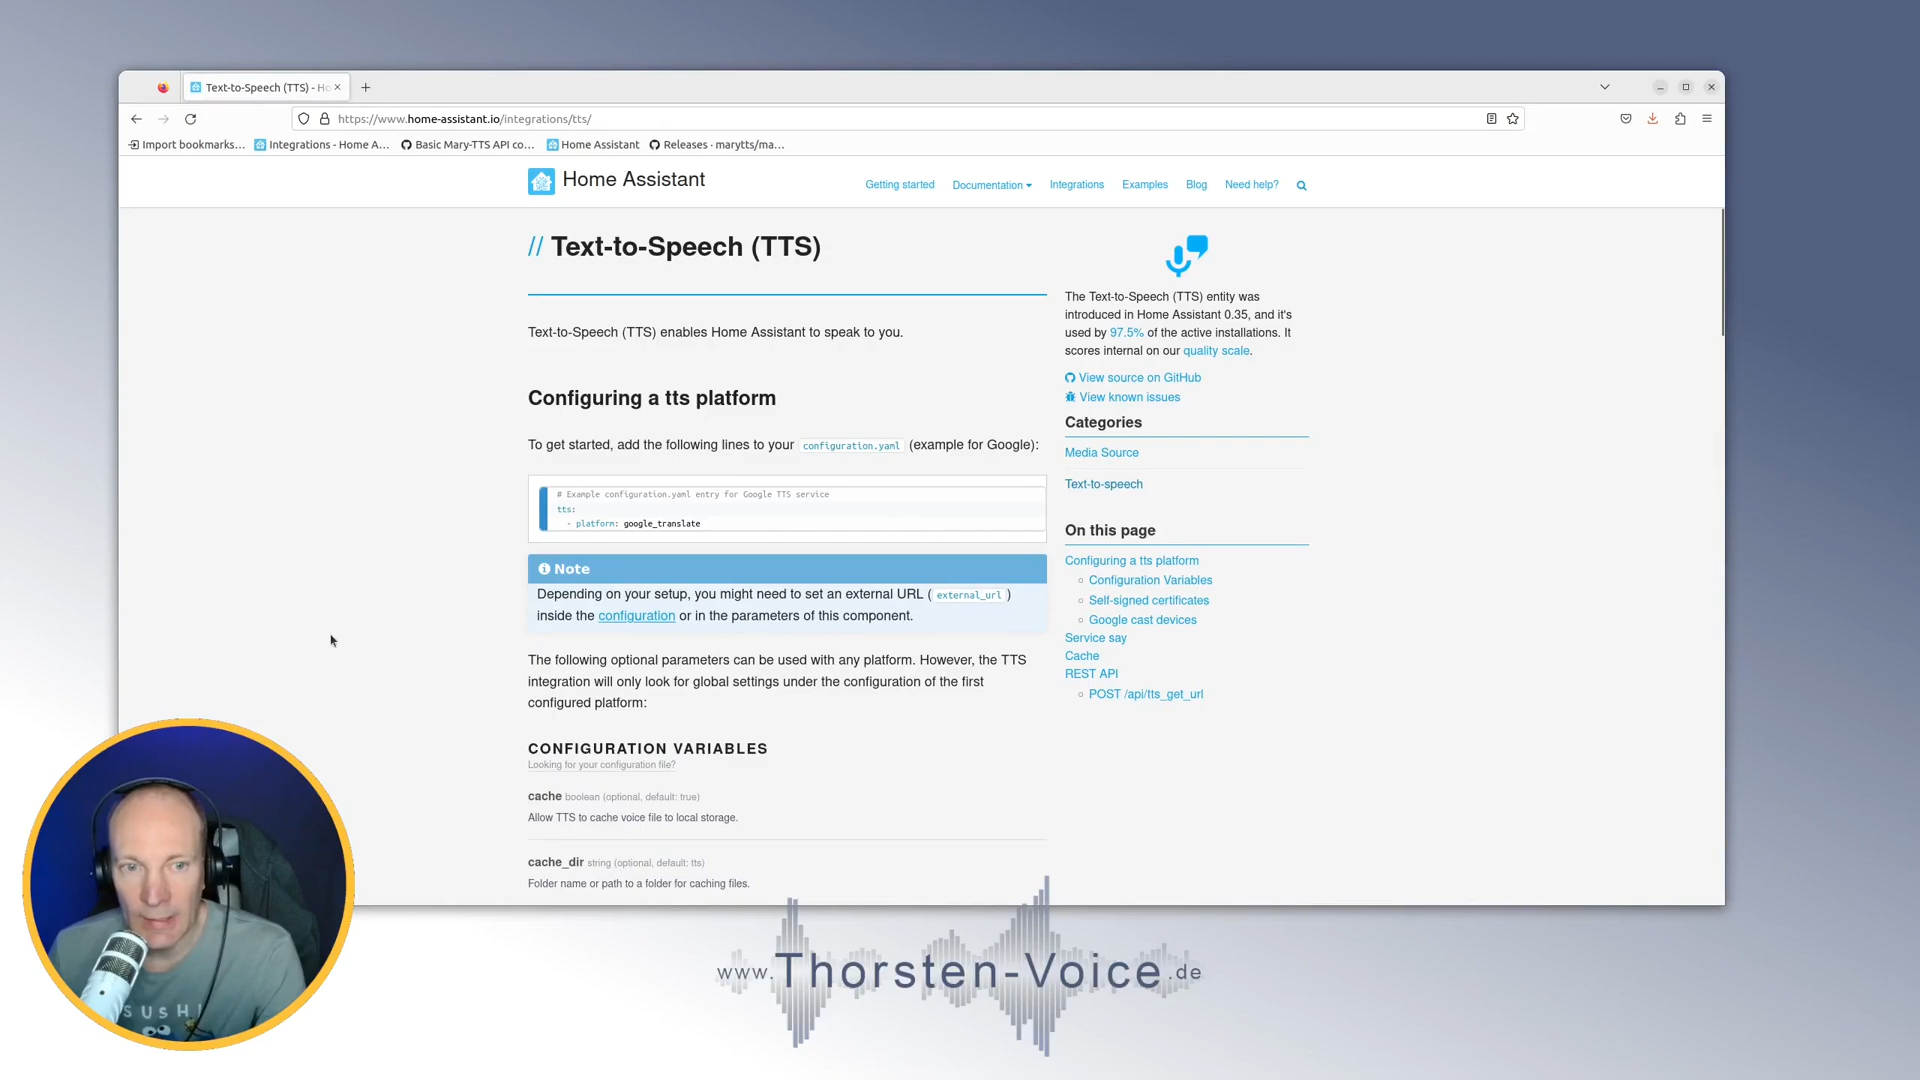 Text-to-Speech (TTS) - Ho
https://www.home-assistant.io/integrations/tts/
Import bookmarks... Integrations - Home A... Basic Mary-TTS API co... Home Assistant Releases · marytts/ma...
Home Assistant
Getting started Documentation Integrations Examples Blog Need help?
// Text-to-Speech (TTS)
Text-to-Speech (TTS) enables Home Assistant to speak to you.
Configuring a tts platform
To get started, add the following lines to your configuration.yaml (example for Google):
# Example configuration.yaml entry for Google TTS service
tts:
- platform: google_translate
Note
Depending on your setup, you might need to set an external URL ( external_url )
inside the configuration or in the parameters of this component.
The following optional parameters can be used with any platform. However, the TTS
integration will only look for global settings under the configuration of the first
configured platform:
CONFIGURATION VARIABLES
Looking for your configuration file?
cache boolean (optional, default: true)
Allow TTS to cache voice file to local storage.
cache_dir string (optional, default: tts)
Folder name or path to a folder for caching files.
The Text-to-Speech (TTS) entity was
introduced in Home Assistant 0.35, and it's
used by 97.5% of the active installations. It
scores internal on our quality scale.
View source on GitHub
View known issues
Categories
Media Source
Text-to-speech
On this page
Configuring a tts platform
Configuration Variables
Self-signed certificates
Google cast devices
Service say
Cache
REST API
POST /api/tts_get_url
SUSHI
www.Thorsten-Voice.de